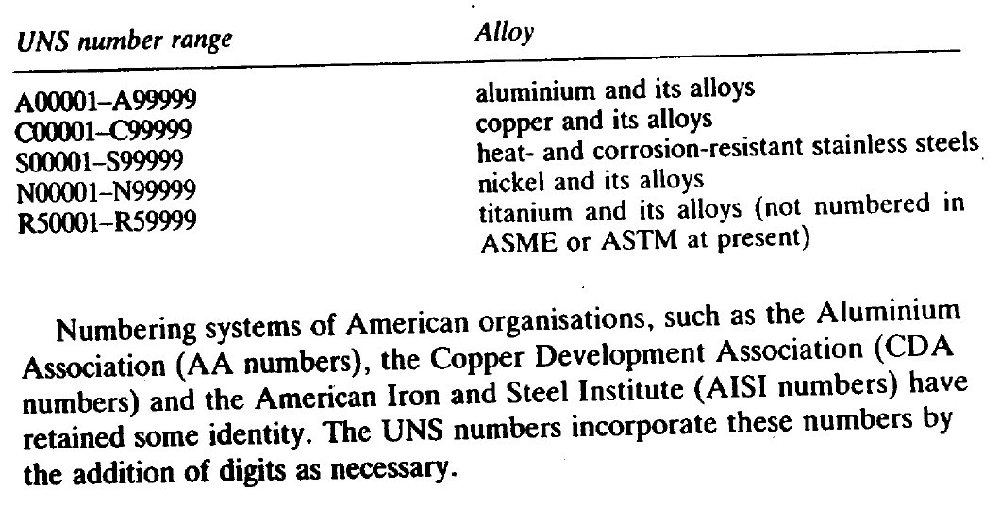 UNS number range Alloy
A00001–A99999 aluminium and its alloys
C00001–C99999 copper and its alloys
S00001–S99999 heat- and corrosion-resistant stainless steels
N00001–N99999 nickel and its alloys
R50001–R59999 titanium and its alloys (not numbered in
ASME or ASTM at present)
Numbering systems of American organisations, such as the Aluminium
Association (AA numbers), the Copper Development Association (CDA
numbers) and the American Iron and Steel Institute (AISI numbers) have
retained some identity. The UNS numbers incorporate these numbers by
the addition of digits as necessary.